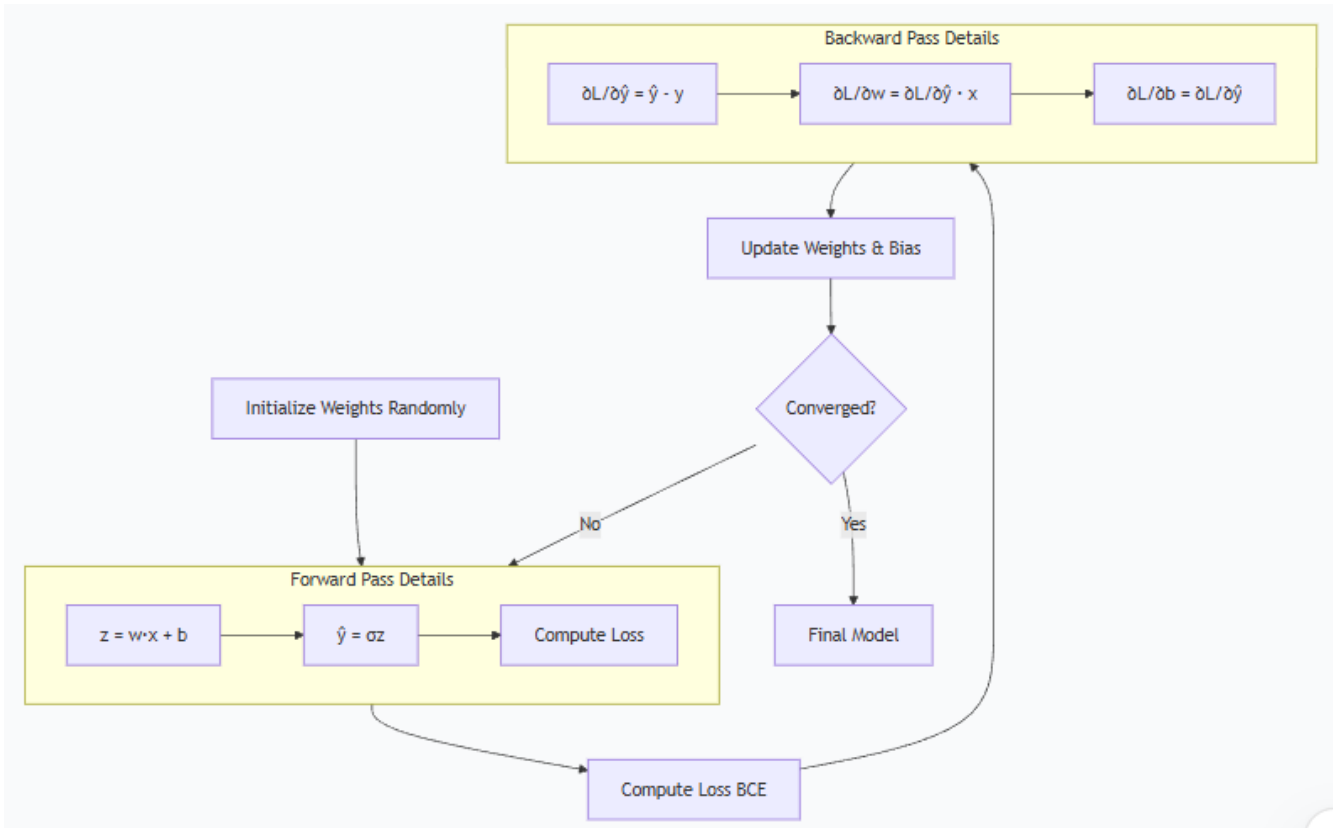 Backward Pass Details
∂L/∂ŷ = ŷ - y
∂L/∂w = ∂L/∂ŷ · x
∂L/∂b = ∂L/∂ŷ
Update Weights & Bias
Converged?
Initialize Weights Randomly
No
Yes
Forward Pass Details
z = w·x + b
ŷ = σz
Compute Loss
Final Model
Compute Loss BCE